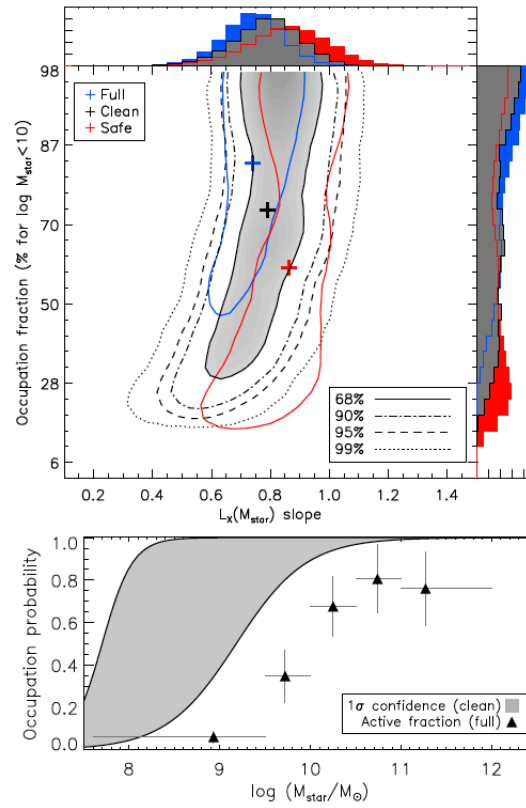 98
87
70
50
28
6
Occupation fraction (% for log M_star<10)
Full
Clean
Safe
68%
90%
95%
99%
0.2 0.4 0.6 0.8 1.0 1.2 1.4
L_X(M_star) slope
1.0
0.8
0.6
0.4
0.2
0.0
Occupation probability
1σ confidence (clean)
Active fraction (full)
8 9 10 11 12
log (M_star/M_⊙)